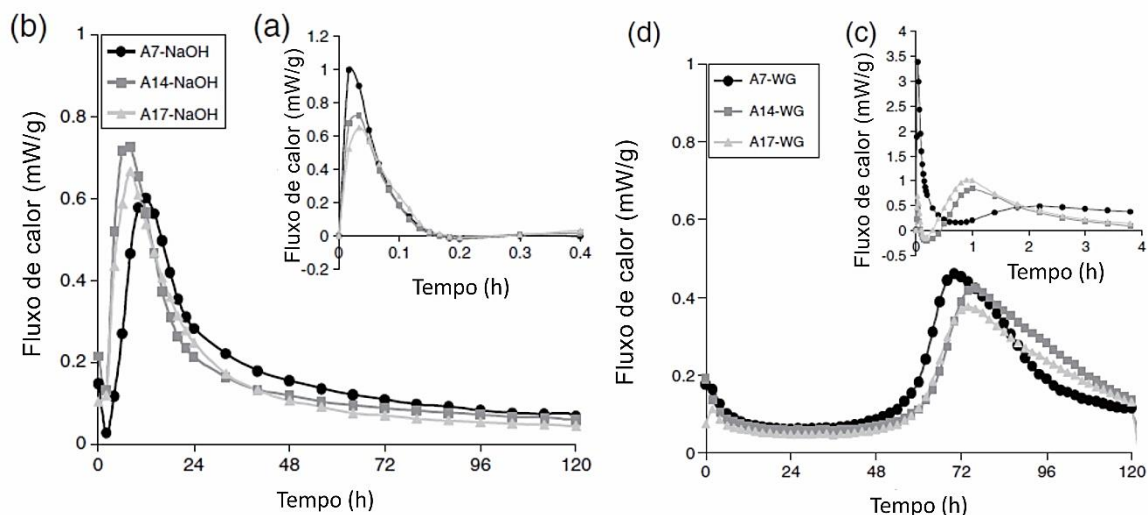 (b)
Fluxo de calor (mW/g)
1
0.8
0.6
0.4
0.2
0
A7-NaOH
A14-NaOH
A17-NaOH
0 24 48 72 96 120
Tempo (h)
(a)
Fluxo de calor (mW/g)
1.2
1
0.8
0.6
0.4
0.2
0
-0.2
0 0.1 0.2 0.3 0.4
Tempo (h)
(d)
Fluxo de calor (mW/g)
1
0.8
0.6
0.4
0.2
0
A7-WG
A14-WG
A17-WG
0 24 48 72 96 120
Tempo (h)
(c)
Fluxo de calor (mW/g)
4
3.5
3
2.5
2
1.5
1
0.5
0
-0.5
0 1 2 3 4
Tempo (h)